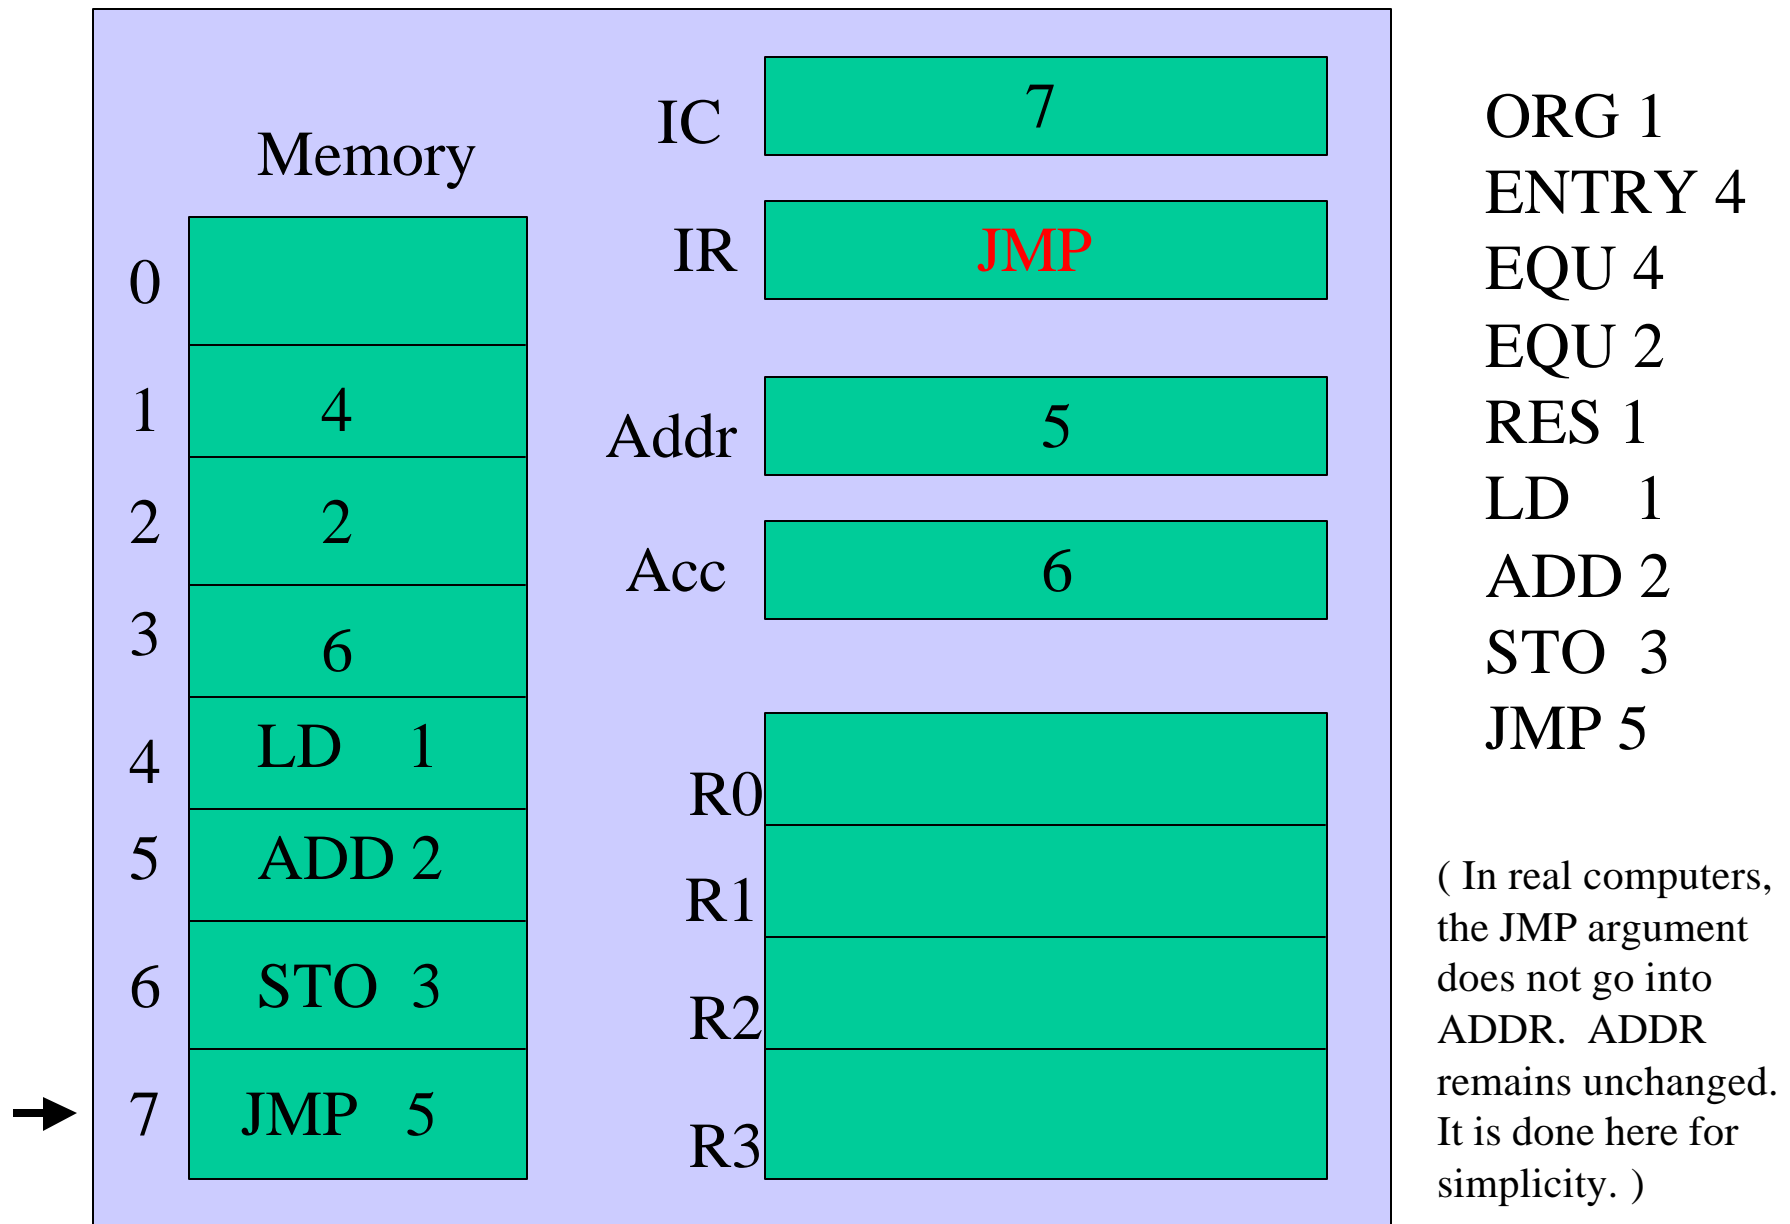 Memory
0
1 4
2 2
3 6
4 LD 1
5 ADD 2
6 STO 3
7 JMP 5
IC 7
IR JMP
Addr 5
Acc 6
R0
R1
R2
R3
ORG 1
ENTRY 4
EQU 4
EQU 2
RES 1
LD 1
ADD 2
STO 3
JMP 5
( In real computers,
the JMP argument
does not go into
ADDR. ADDR
remains unchanged.
It is done here for
simplicity. )